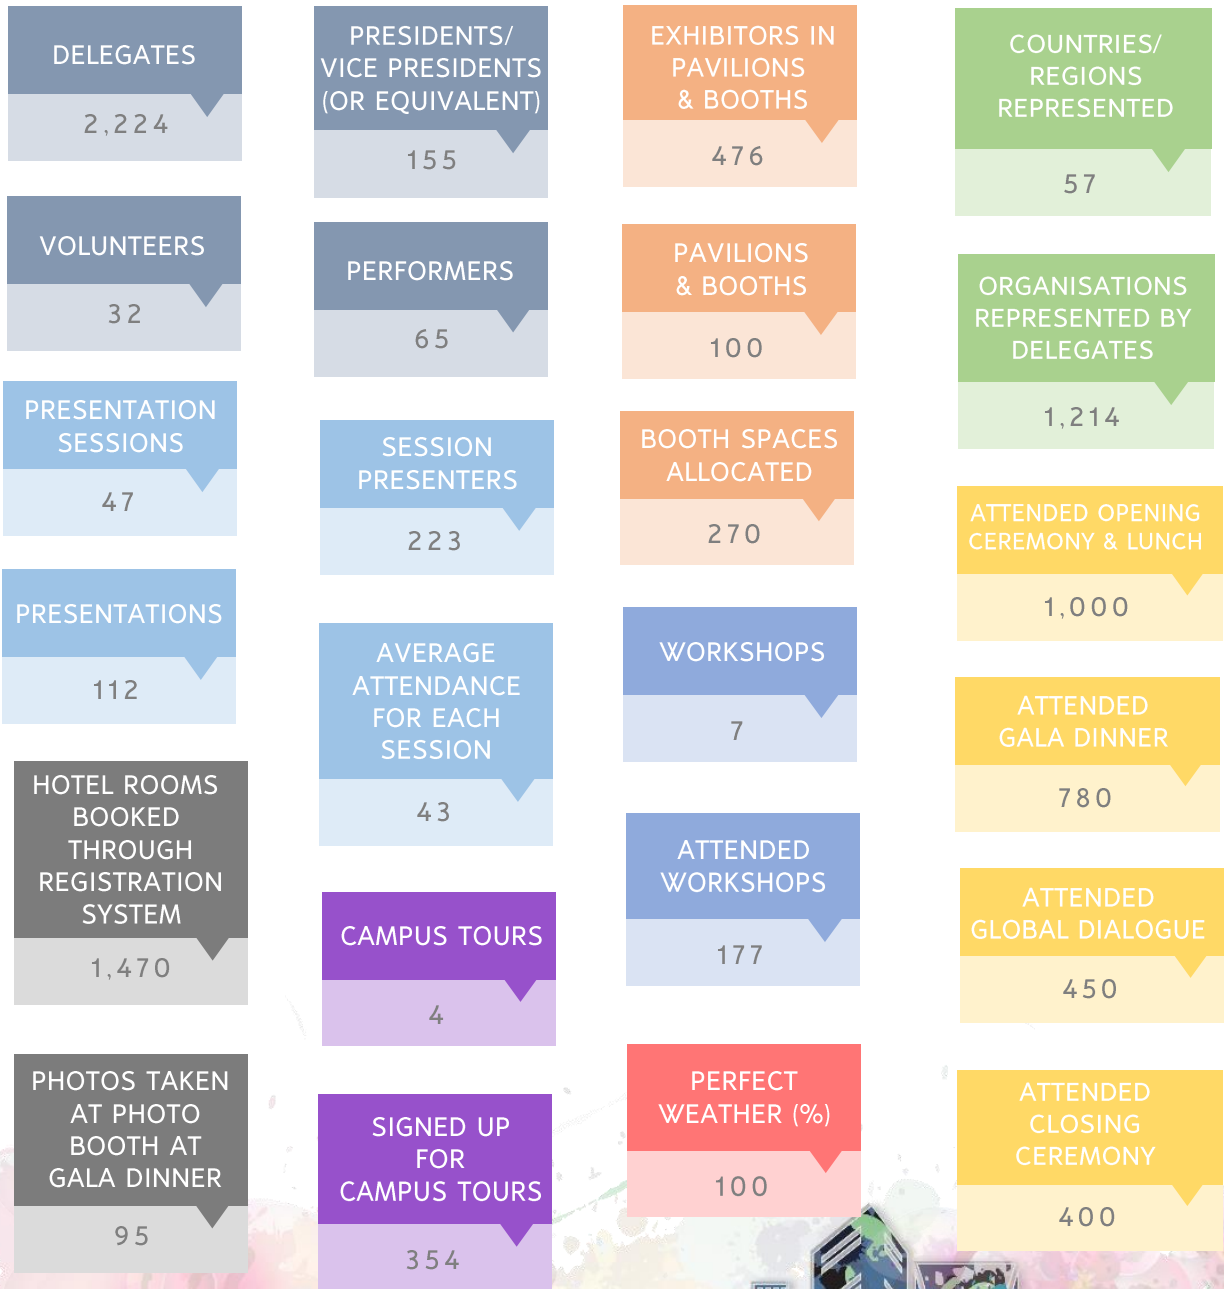 DELEGATES
2,224
VOLUNTEERS
32
PRESENTATION
SESSIONS
47
PRESENTATIONS
112
HOTEL ROOMS
BOOKED
THROUGH
REGISTRATION
SYSTEM
1,470
PHOTOS TAKEN
AT PHOTO
BOOTH AT
GALA DINNER
95
PRESIDENTS/
VICE PRESIDENTS
(OR EQUIVALENT)
155
PERFORMERS
65
SESSION
PRESENTERS
223
AVERAGE
ATTENDANCE
FOR EACH
SESSION
43
CAMPUS TOURS
4
SIGNED UP
FOR
CAMPUS TOURS
354
EXHIBITORS IN
PAVILIONS
& BOOTHS
476
PAVILIONS
& BOOTHS
100
BOOTH SPACES
ALLOCATED
270
WORKSHOPS
7
ATTENDED
WORKSHOPS
177
PERFECT
WEATHER (%)
100
COUNTRIES/
REGIONS
REPRESENTED
57
ORGANISATIONS
REPRESENTED BY
DELEGATES
1,214
ATTENDED OPENING
CEREMONY & LUNCH
1,000
ATTENDED
GALA DINNER
780
ATTENDED
GLOBAL DIALOGUE
450
ATTENDED
CLOSING
CEREMONY
400